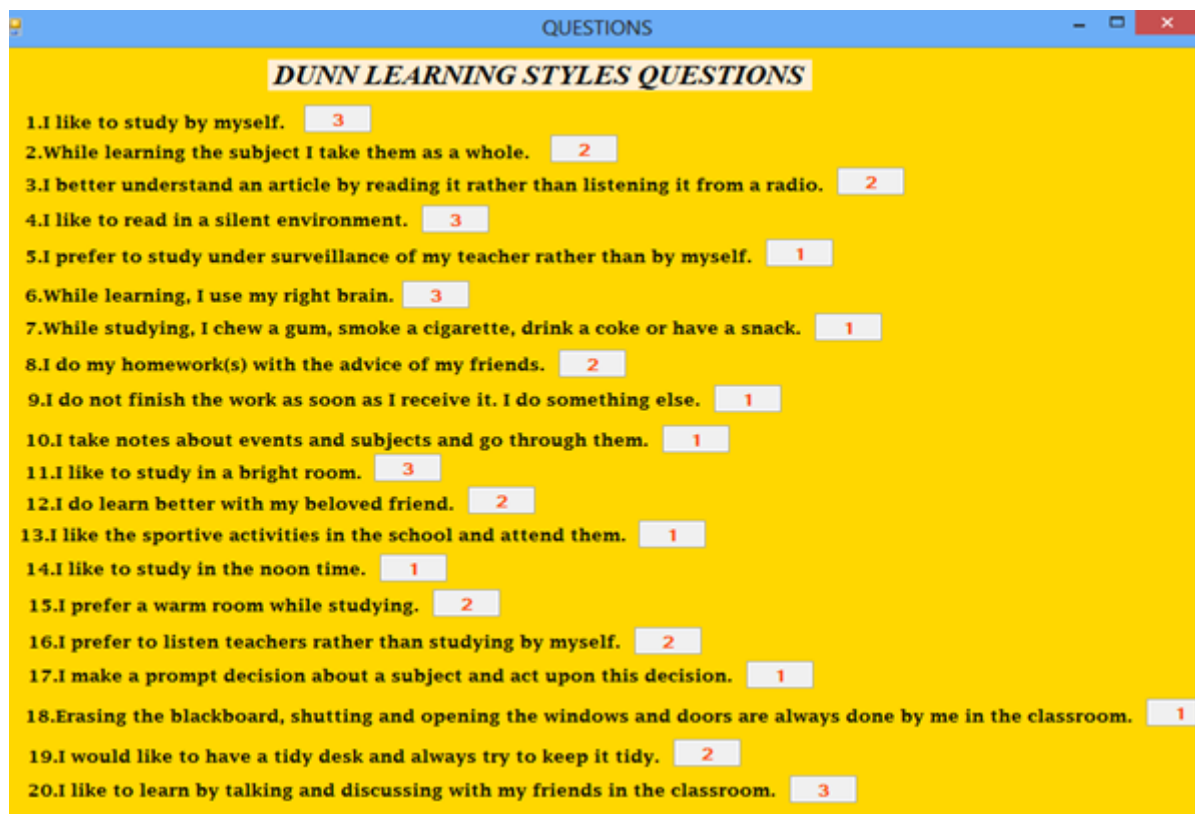 QUESTIONS
DUNN LEARNING STYLES QUESTIONS
1.I like to study by myself. 3
2.While learning the subject I take them as a whole. 2
3.I better understand an article by reading it rather than listening it from a radio. 2
4.I like to read in a silent environment. 3
5.I prefer to study under surveillance of my teacher rather than by myself. 1
6.While learning, I use my right brain. 3
7.While studying, I chew a gum, smoke a cigarette, drink a coke or have a snack. 1
8.I do my homework(s) with the advice of my friends. 2
9.I do not finish the work as soon as I receive it. I do something else. 1
10.I take notes about events and subjects and go through them. 1
11.I like to study in a bright room. 3
12.I do learn better with my beloved friend. 2
13.I like the sportive activities in the school and attend them. 1
14.I like to study in the noon time. 1
15.I prefer a warm room while studying. 2
16.I prefer to listen teachers rather than studying by myself. 2
17.I make a prompt decision about a subject and act upon this decision. 1
18.Erasing the blackboard, shutting and opening the windows and doors are always done by me in the classroom. 1
19.I would like to have a tidy desk and always try to keep it tidy. 2
20.I like to learn by talking and discussing with my friends in the classroom. 3